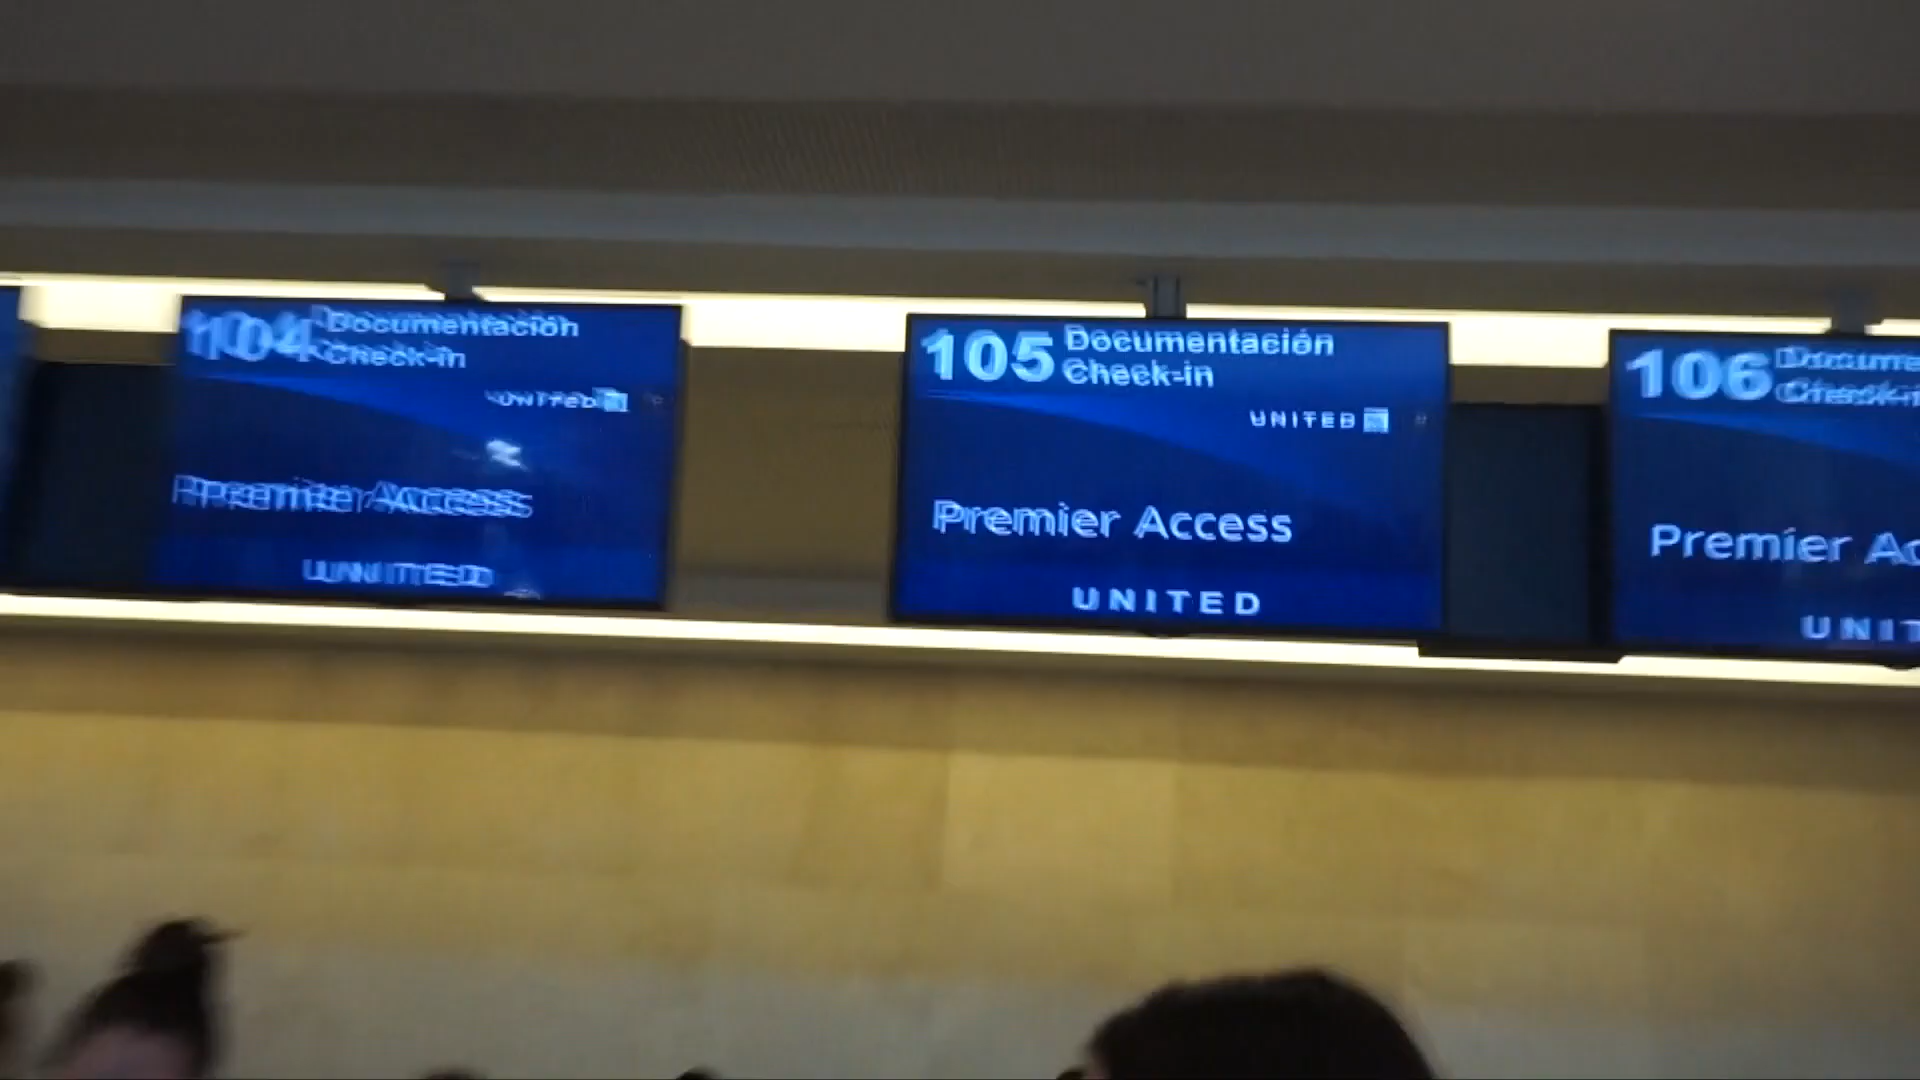 104 Documentación
Check-in
UNITED
Premier Access
UNITED
105 Documentación
Check-in
UNITED
Premier Access
UNITED
106
Premier